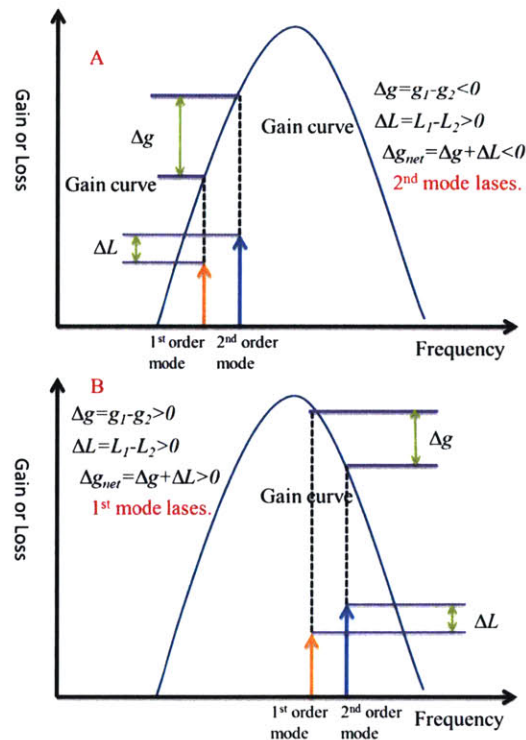 A
Gain or Loss
Δg=g₁-g₂<0
ΔL=L₁-L₂>0
Δg_net=Δg+ΔL<0
2ⁿᵈ mode lases.
Δg
Gain curve
Gain curve
ΔL
1ˢᵗ order
mode
2ⁿᵈ order
mode
Frequency
B
Gain or Loss
Δg=g₁-g₂>0
ΔL=L₁-L₂>0
Δg_net=Δg+ΔL>0
1ˢᵗ mode lases.
Δg
Gain curve
ΔL
1ˢᵗ order
mode
2ⁿᵈ order
mode
Frequency